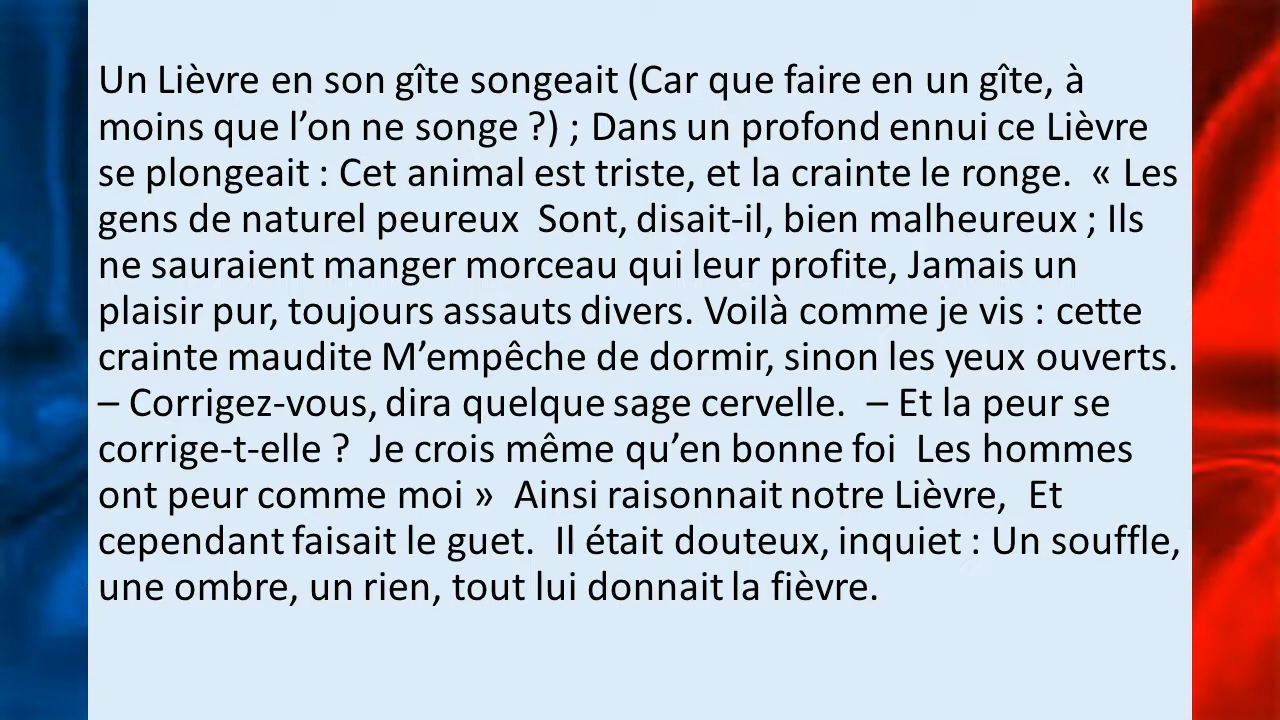 Un Lièvre en son gîte songeait (Car que faire en un gîte, à
moins que l’on ne songe ?) ; Dans un profond ennui ce Lièvre
se plongeait : Cet animal est triste, et la crainte le ronge.  « Les
gens de naturel peureux  Sont, disait-il, bien malheureux ; Ils
ne sauraient manger morceau qui leur profite, Jamais un
plaisir pur, toujours assauts divers. Voilà comme je vis : cette
crainte maudite M’empêche de dormir, sinon les yeux ouverts.
– Corrigez-vous, dira quelque sage cervelle.  – Et la peur se
corrige-t-elle ?  Je crois même qu’en bonne foi  Les hommes
ont peur comme moi »  Ainsi raisonnait notre Lièvre,  Et
cependant faisait le guet.  Il était douteux, inquiet : Un souffle,
une ombre, un rien, tout lui donnait la fièvre.